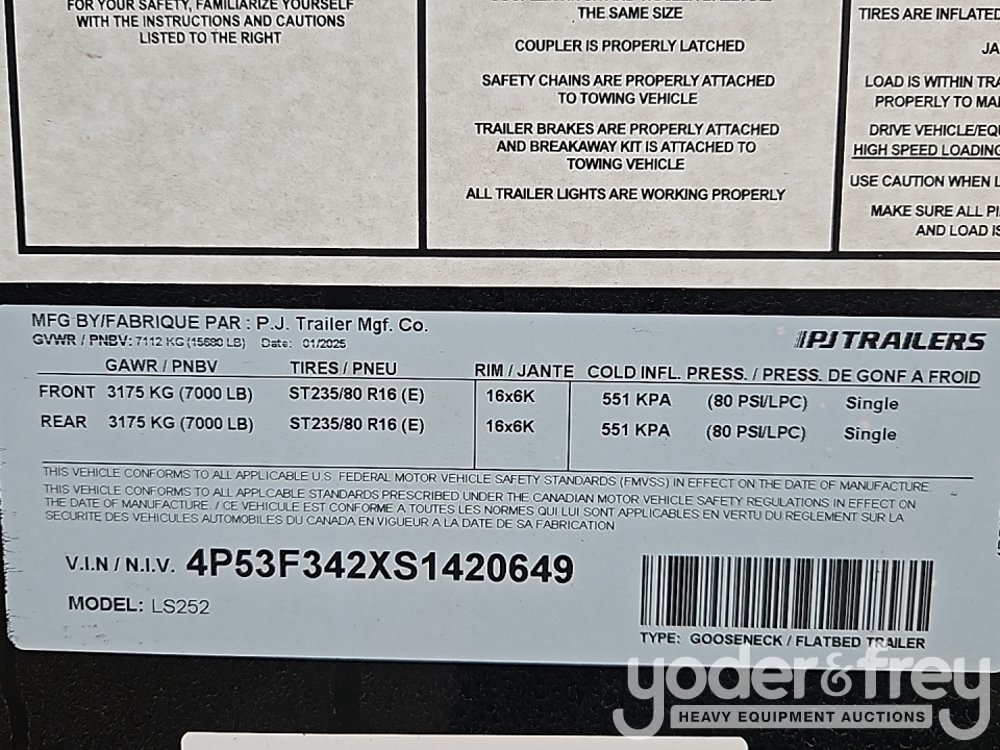 FOR YOUR SAFETY, FAMILIARIZE YOURSELF
WITH THE INSTRUCTIONS AND CAUTIONS
LISTED TO THE RIGHT
THE SAME SIZE
COUPLER IS PROPERLY LATCHED
SAFETY CHAINS ARE PROPERLY ATTACHED
TO TOWING VEHICLE
TRAILER BRAKES ARE PROPERLY ATTACHED
AND BREAKAWAY KIT IS ATTACHED TO
TOWING VEHICLE
ALL TRAILER LIGHTS ARE WORKING PROPERLY
TIRES ARE INFLATED
JA
LOAD IS WITHIN TRA
PROPERLY TO MA
DRIVE VEHICLE/EQU
HIGH SPEED LOADING
USE CAUTION WHEN L
MAKE SURE ALL PI
AND LOAD IS
MFG BY/FABRIQUE PAR : P.J. Trailer Mgf. Co.
GVWR / PNBV: 7112 KG (15680 LB) Date: 01/2025
PJ TRAILERS
GAWR / PNBV TIRES / PNEU RIM / JANTE COLD INFL. PRESS. / PRESS. DE GONF A FROID
FRONT 3175 KG (7000 LB) ST235/80 R16 (E) 16x6K 551 KPA (80 PSI/LPC) Single
REAR 3175 KG (7000 LB) ST235/80 R16 (E) 16x6K 551 KPA (80 PSI/LPC) Single
THIS VEHICLE CONFORMS TO ALL APPLICABLE U.S. FEDERAL MOTOR VEHICLE SAFETY STANDARDS (FMVSS) IN EFFECT ON THE DATE OF MANUFACTURE
THIS VEHICLE CONFORMS TO ALL APPLCABLE STANDARDS PRESCRIBED UNDER THE CANADIAN MOTOR VEHICLE SAFETY REGULATIONS IN EFFECT ON
THE DATE OF MANUFACTURE. / CE VEHICULE EST CONFORME A TOUTES LES NORMES QUI LUI SONT APPLICABLES EN VERTU DU REGLEMENT SUR LA
SECURITE DES VEHICULES AUTOMOBILES DU CANADA EN VIGUEUR A LA DATE DE SA FABRICATION
V.I.N / N.I.V. 4P53F342XS1420649
MODEL: LS252
TYPE: GOOSENECK / FLATBED TRAILER
yoder&frey
HEAVY EQUIPMENT AUCTIONS